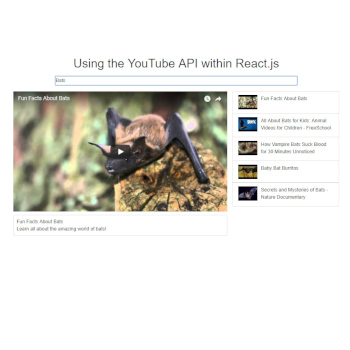 Using the YouTube API within React.js
Bats
Fun Facts About Bats
Fun Facts About Bats
Learn all about the amazing world of bats!
Fun Facts About Bats
All About Bats for Kids: Animal
Videos for Children - FreeSchool
How Vampire Bats Suck Blood
for 30 Minutes Unnoticed
Baby Bat Burritos
Secrets and Mysteries of Bats -
Nature Documentary